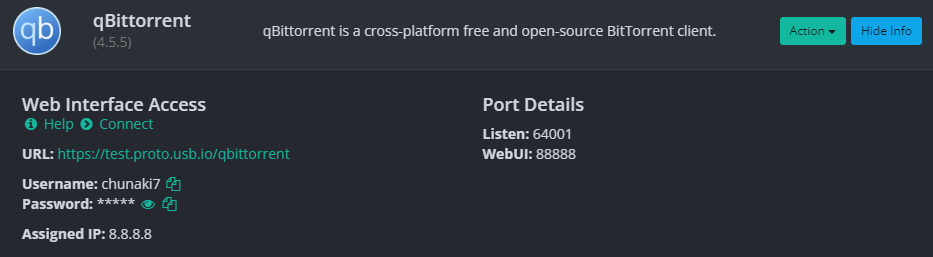 qb
qBittorrent
(4.5.5)
qBittorrent is a cross-platform free and open-source BitTorrent client.
Action
Hide Info
Web Interface Access
Help Connect
URL: https://test.proto.usb.io/qbittorrent
Username: chunaki7
Password: *****
Assigned IP: 8.8.8.8
Port Details
Listen: 64001
WebUI: 88888